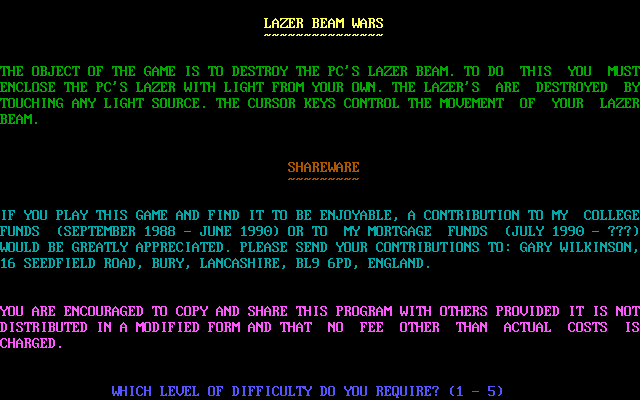 LAZER BEAM WARS
~~~~~~~~~~~~~~~
THE OBJECT OF THE GAME IS TO DESTROY THE PC'S LAZER BEAM. TO DO THIS YOU MUST
ENCLOSE THE PC'S LAZER WITH LIGHT FROM YOUR OWN. THE LAZER'S ARE DESTROYED BY
TOUCHING ANY LIGHT SOURCE. THE CURSOR KEYS CONTROL THE MOVEMENT OF YOUR LAZER
BEAM.
SHAREWARE
~~~~~~~~~
IF YOU PLAY THIS GAME AND FIND IT TO BE ENJOYABLE, A CONTRIBUTION TO MY COLLEGE
FUNDS (SEPTEMBER 1988 - JUNE 1990) OR TO MY MORTGAGE FUNDS (JULY 1990 - ???)
WOULD BE GREATLY APPRECIATED. PLEASE SEND YOUR CONTRIBUTIONS TO: GARY WILKINSON,
16 SEEDFIELD ROAD, BURY, LANCASHIRE, BL9 6PD, ENGLAND.
YOU ARE ENCOURAGED TO COPY AND SHARE THIS PROGRAM WITH OTHERS PROVIDED IT IS NOT
DISTRIBUTED IN A MODIFIED FORM AND THAT NO FEE OTHER THAN ACTUAL COSTS IS
CHARGED.
WHICH LEVEL OF DIFFICULTY DO YOU REQUIRE? (1 - 5)